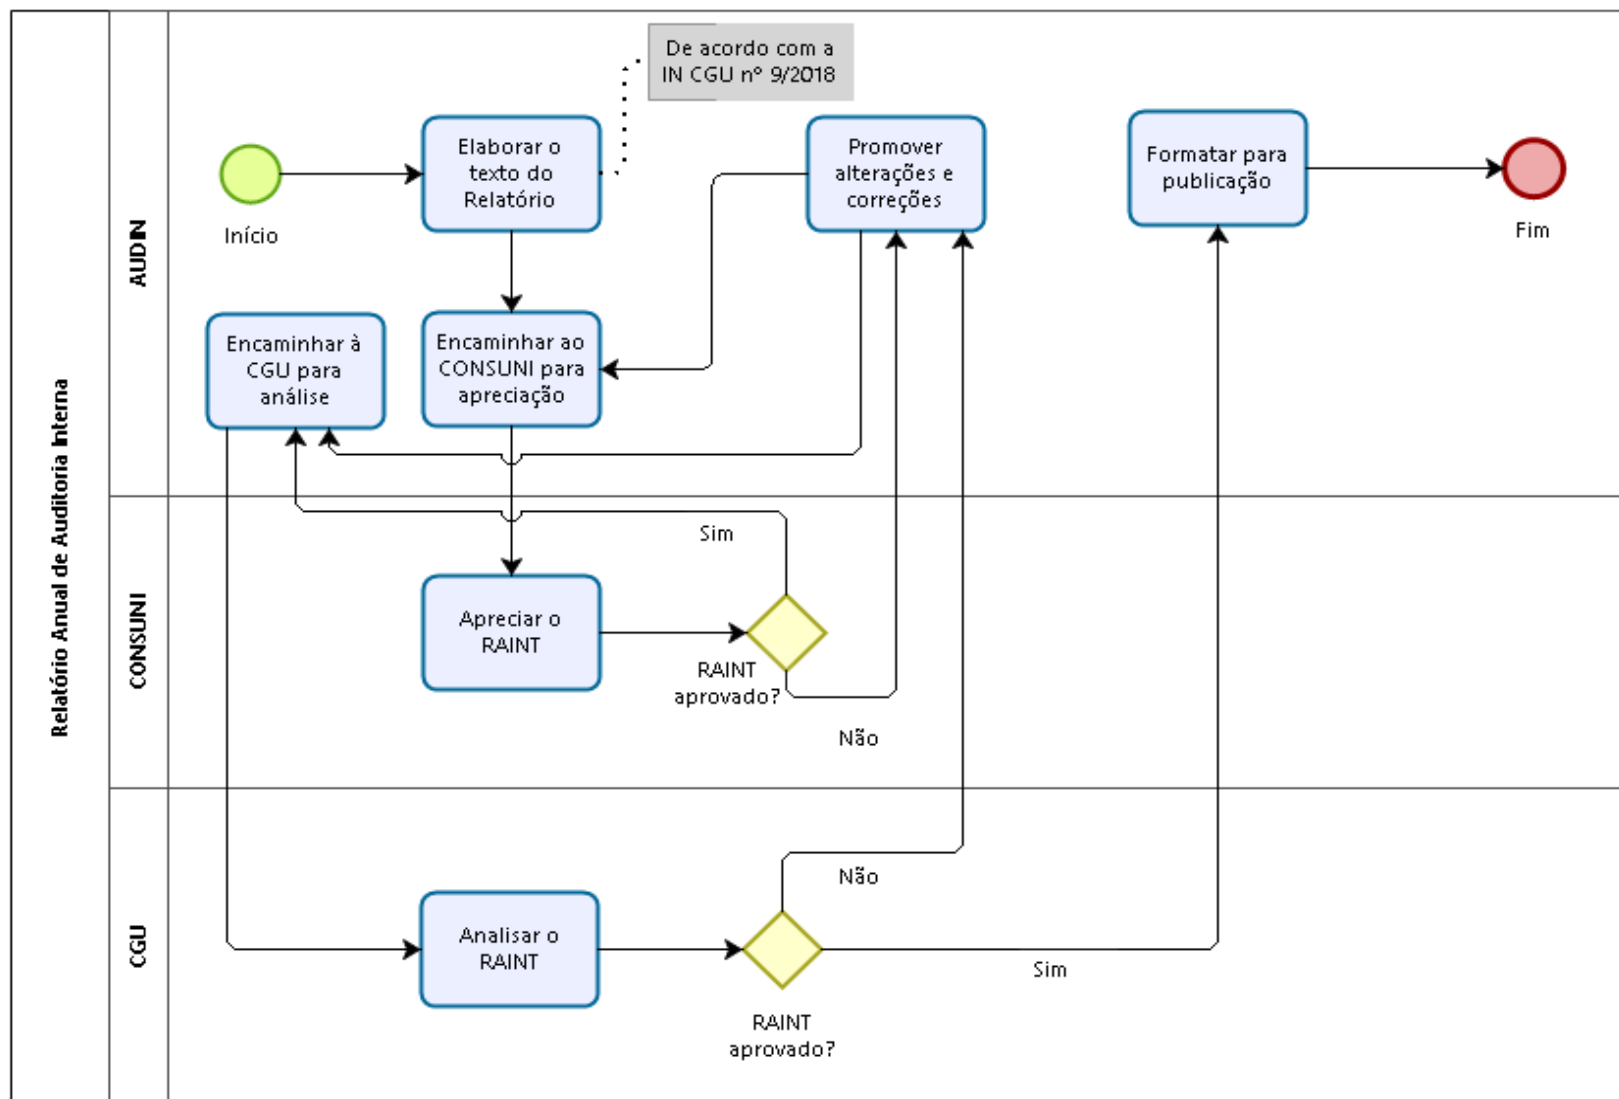 Relatório Anual de Auditoria Interna
AUDIN
De acordo com a
IN CGU nº 9/2018
Início
Elaborar o
texto do
Relatório
Promover
alterações e
correções
Formatar para
publicação
Fim
Encaminhar à
CGU para
análise
Encaminhar ao
CONSUNI para
apreciação
CONSUNI
Sim
Apreciar o
RAINT
RAINT
aprovado?
Não
CGU
Não
Analisar o
RAINT
Sim
RAINT
aprovado?